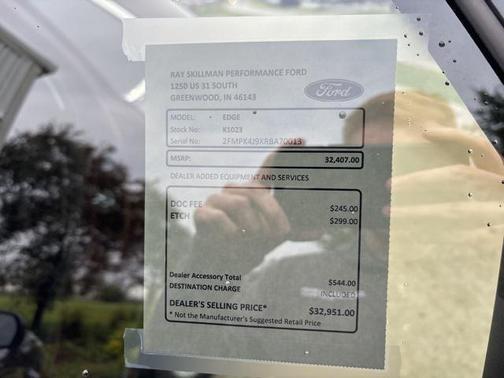 RAY SKILLMAN PERFORMANCE FORD
1250 US 31 SOUTH
GREENWOOD, IN 46143
Ford
MODEL: - EDGE
Stock No: K1023
Serial No: 2FMPK4J9XRBA70013
MSRP: 32,407.00
DEALER ADDED EQUIPMENT AND SERVICES
DOC FEE $245.00
ETCH $299.00
Dealer Accessory Total $544.00
DESTINATION CHARGE INCLUDED
DEALER'S SELLING PRICE* $32,951.00
* Not the Manufacturer's Suggested Retail Price